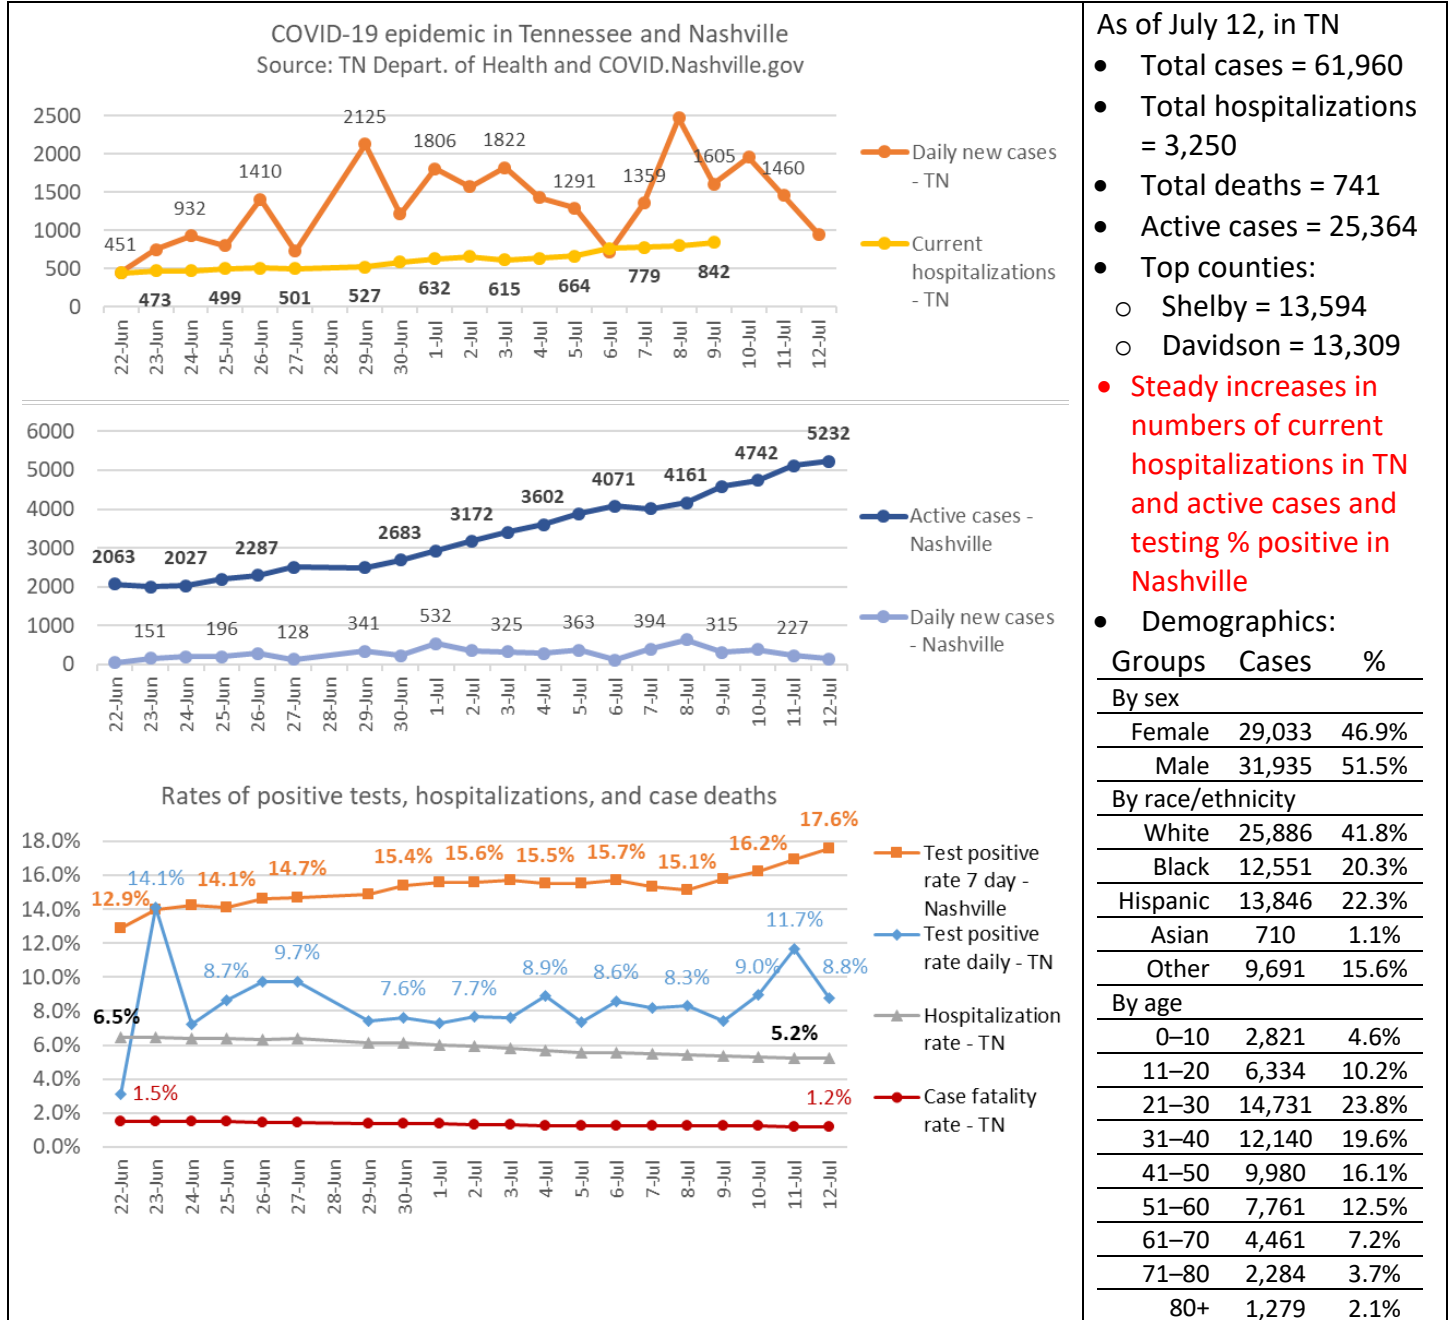 COVID-19 epidemic in Tennessee and Nashville
Source: TN Depart. of Health and COVID.Nashville.gov
2500
2000
1500
1000
500
0
451
932
1410
2125
1806
1822
1291
1359
1605
1460
473
499
501
527
632
615
664
779
842
Daily new cases
- TN
Current
hospitalizations
- TN
22-Jun
23-Jun
24-Jun
25-Jun
26-Jun
27-Jun
28-Jun
29-Jun
30-Jun
1-Jul
2-Jul
3-Jul
4-Jul
5-Jul
6-Jul
7-Jul
8-Jul
9-Jul
10-Jul
11-Jul
12-Jul
6000
5000
4000
3000
2000
1000
0
2063
2027
2287
2683
3172
3602
4071
4161
4742
5232
151
196
128
341
532
325
363
394
315
227
Active cases -
Nashville
Daily new cases
- Nashville
22-Jun
23-Jun
24-Jun
25-Jun
26-Jun
27-Jun
28-Jun
29-Jun
30-Jun
1-Jul
2-Jul
3-Jul
4-Jul
5-Jul
6-Jul
7-Jul
8-Jul
9-Jul
10-Jul
11-Jul
12-Jul
Rates of positive tests, hospitalizations, and case deaths
18.0%
16.0%
14.0%
12.0%
10.0%
8.0%
6.0%
4.0%
2.0%
0.0%
12.9%
14.1%
14.7%
15.4%
15.6%
15.5%
15.7%
15.1%
16.2%
17.6%
14.1%
8.7%
9.7%
7.6%
7.7%
8.9%
8.6%
8.3%
9.0%
11.7%
8.8%
6.5%
5.2%
1.5%
1.2%
Test positive
rate 7 day -
Nashville
Test positive
rate daily - TN
Hospitalization
rate - TN
Case fatality
rate - TN
22-Jun
23-Jun
24-Jun
25-Jun
26-Jun
27-Jun
28-Jun
29-Jun
30-Jun
1-Jul
2-Jul
3-Jul
4-Jul
5-Jul
6-Jul
7-Jul
8-Jul
9-Jul
10-Jul
11-Jul
12-Jul
As of July 12, in TN
• Total cases = 61,960
• Total hospitalizations
= 3,250
• Total deaths = 741
• Active cases = 25,364
• Top counties:
o Shelby = 13,594
o Davidson = 13,309
• Steady increases in
numbers of current
hospitalizations in TN
and active cases and
testing % positive in
Nashville
• Demographics:
Groups Cases %
By sex
Female 29,033 46.9%
Male 31,935 51.5%
By race/ethnicity
White 25,886 41.8%
Black 12,551 20.3%
Hispanic 13,846 22.3%
Asian 710 1.1%
Other 9,691 15.6%
By age
0–10 2,821 4.6%
11–20 6,334 10.2%
21–30 14,731 23.8%
31–40 12,140 19.6%
41–50 9,980 16.1%
51–60 7,761 12.5%
61–70 4,461 7.2%
71–80 2,284 3.7%
80+ 1,279 2.1%